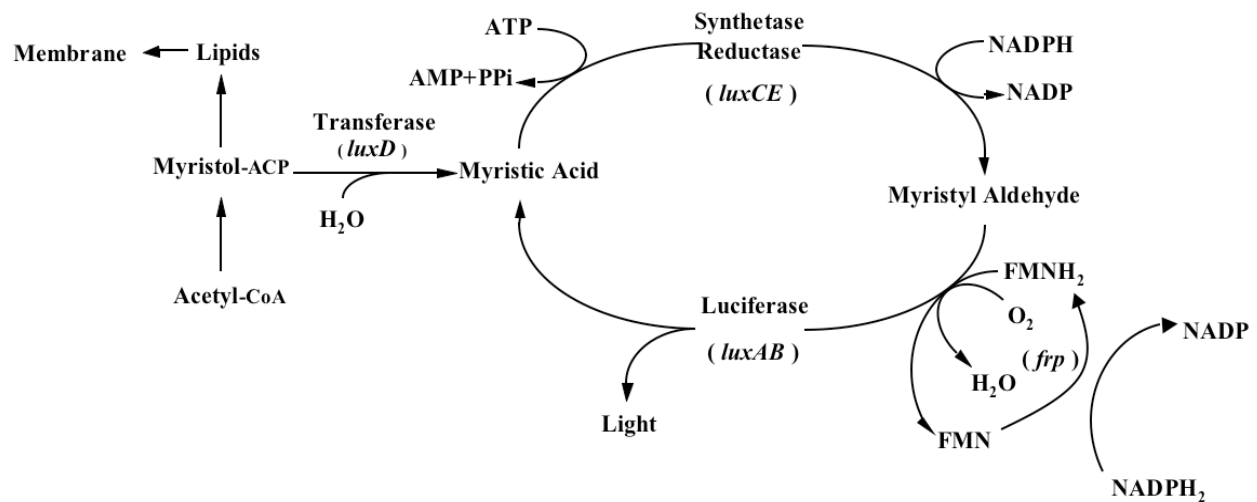 ATP
Synthetase
Reductase
( luxCE )
NADPH
Membrane
Lipids
AMP+PPi
NADP
Transferase
( luxD )
Myristol-ACP
Myristic Acid
H2O
Myristyl Aldehyde
Acetyl-CoA
FMNH2
Luciferase
( luxAB )
O2
NADP
( frp )
H2O
Light
FMN
NADPH2